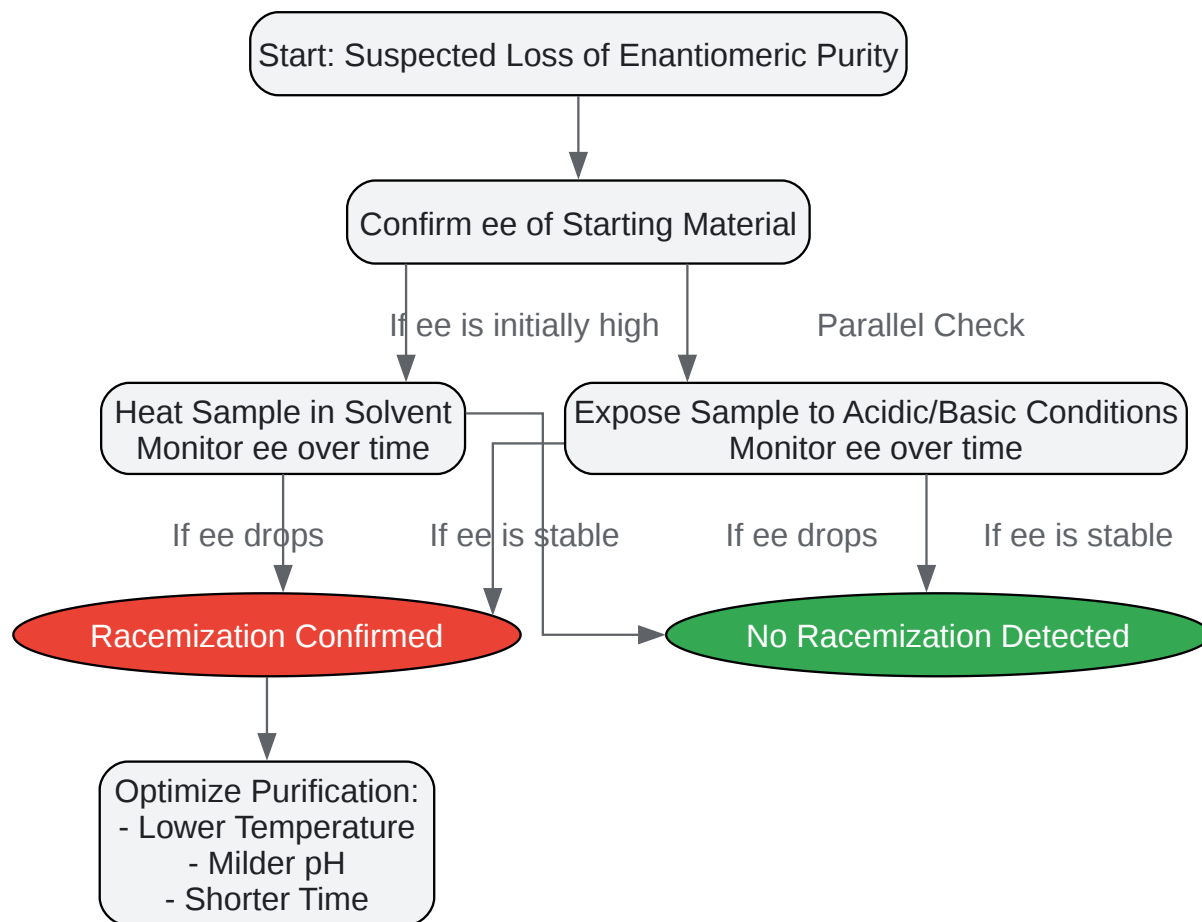 Start: Suspected Loss of Enantiomeric Purity
Confirm ee of Starting Material
If ee is initially high
Parallel Check
Heat Sample in Solvent
Monitor ee over time
Expose Sample to Acidic/Basic Conditions
Monitor ee over time
If ee drops
If ee is stable
If ee drops
If ee is stable
Racemization Confirmed
No Racemization Detected
Optimize Purification:
- Lower Temperature
- Milder pH
- Shorter Time